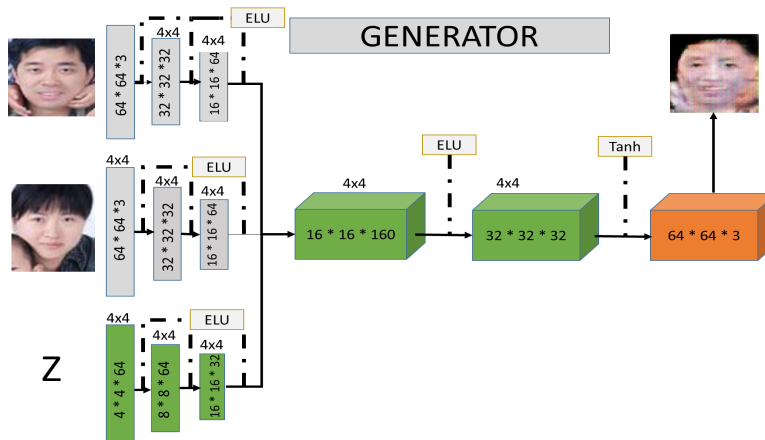 ELU
GENERATOR
4x4
4x4
64 * 64 *3
32 * 32 *32
16 * 16 * 64
4x4
ELU
4x4
4x4
64 * 64 *3
32 * 32 *32
16 * 16 * 64
ELU
Tanh
4x4
4x4
16 * 16 * 160
32 * 32 * 32
64 * 64 * 3
4x4
ELU
4x4
4x4
Z
4 * 4 * 64
8 * 8 * 64
16 * 16 * 32